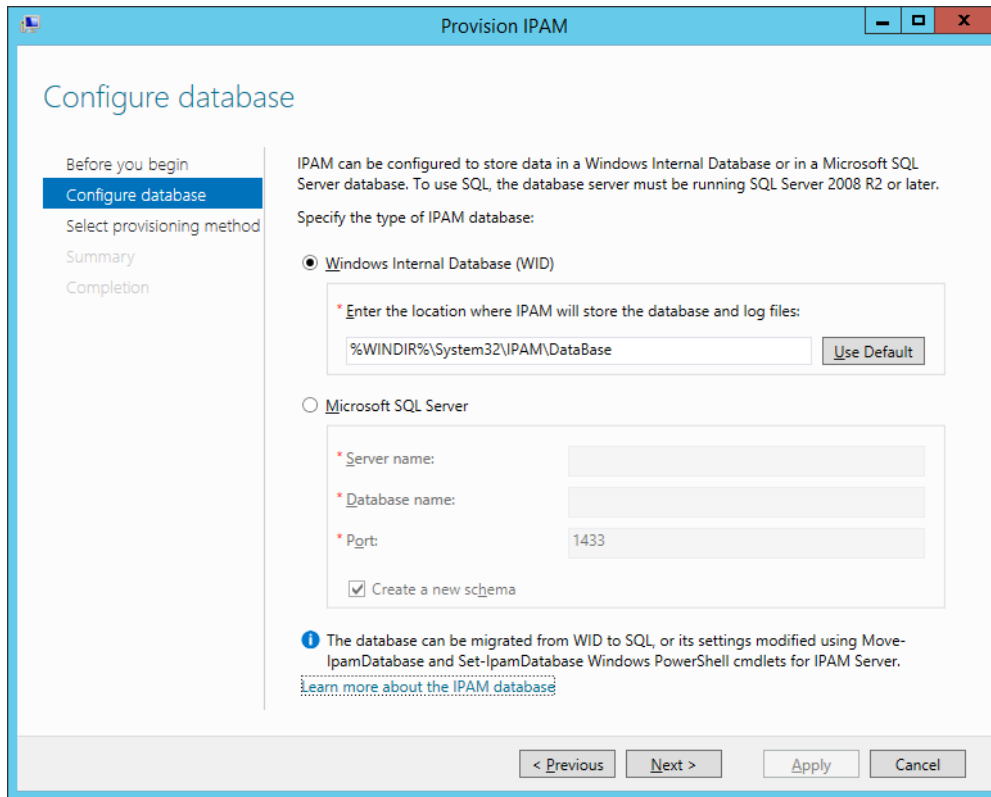 Provision IPAM
Configure database
Before you begin
Configure database
Select provisioning method
Summary
Completion
IPAM can be configured to store data in a Windows Internal Database or in a Microsoft SQL
Server database. To use SQL, the database server must be running SQL Server 2008 R2 or later.
Specify the type of IPAM database:
Windows Internal Database (WID)
* Enter the location where IPAM will store the database and log files:
%WINDIR%\System32\IPAM\DataBase
Use Default
Microsoft SQL Server
* Server name:
* Database name:
* Port:
1433
Create a new schema
The database can be migrated from WID to SQL, or its settings modified using Move-
IpamDatabase and Set-IpamDatabase Windows PowerShell cmdlets for IPAM Server.
Learn more about the IPAM database
< Previous
Next >
Apply
Cancel